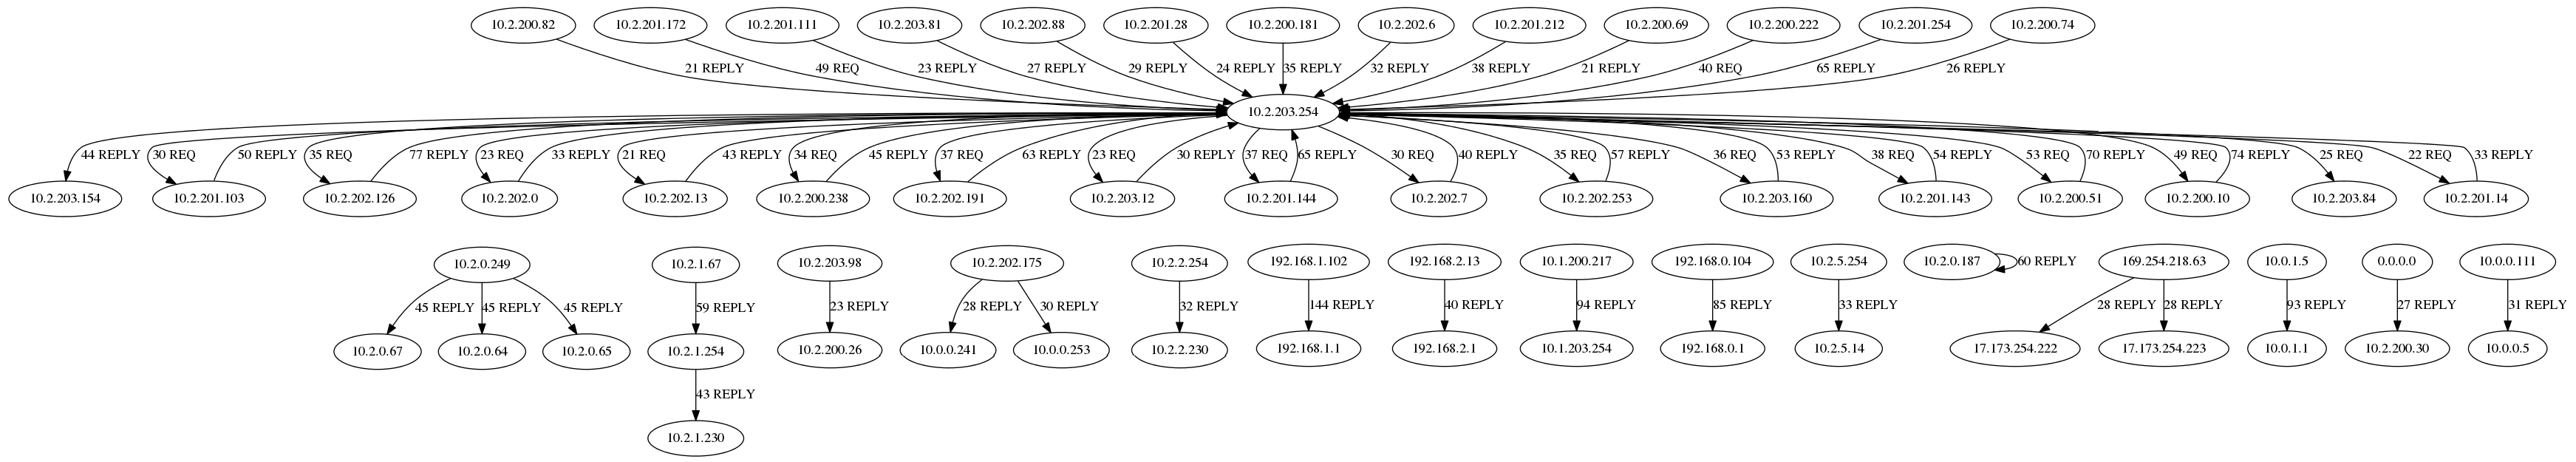 10.2.200.82 10.2.201.172 10.2.201.111 10.2.203.81 10.2.202.88 10.2.201.28 10.2.200.181 10.2.202.6 10.2.201.212 10.2.200.69 10.2.200.222 10.2.201.254 10.2.200.74
21 REPLY 49 REQ 23 REPLY 27 REPLY 29 REPLY 24 REPLY 35 REPLY 32 REPLY 38 REPLY 21 REPLY 40 REQ 65 REPLY 26 REPLY
10.2.203.254
44 REPLY 30 REQ 50 REPLY 35 REQ 77 REPLY 23 REQ 33 REPLY 21 REQ 43 REPLY 34 REQ 45 REPLY 37 REQ 63 REPLY 23 REQ 30 REPLY 37 REQ 65 REPLY 30 REQ 40 REPLY 35 REQ 57 REPLY 36 REQ 53 REPLY 38 REQ 54 REPLY 53 REQ 70 REPLY 49 REQ 74 REPLY 25 REQ 22 REQ 33 REPLY
10.2.203.154 10.2.201.103 10.2.202.126 10.2.202.0 10.2.202.13 10.2.200.238 10.2.202.191 10.2.203.12 10.2.201.144 10.2.202.7 10.2.202.253 10.2.203.160 10.2.201.143 10.2.200.51 10.2.200.10 10.2.203.84 10.2.201.14
10.2.0.249 10.2.1.67 10.2.203.98 10.2.202.175 10.2.2.254 192.168.1.102 192.168.2.13 10.1.200.217 192.168.0.104 10.2.5.254 10.2.0.187 60 REPLY 169.254.218.63 10.0.1.5 0.0.0.0 10.0.0.111
45 REPLY 45 REPLY 45 REPLY 59 REPLY 23 REPLY 28 REPLY 30 REPLY 32 REPLY 144 REPLY 40 REPLY 94 REPLY 85 REPLY 33 REPLY 28 REPLY 28 REPLY 93 REPLY 27 REPLY 31 REPLY
10.2.0.67 10.2.0.64 10.2.0.65 10.2.1.254 10.2.200.26 10.0.0.241 10.0.0.253 10.2.2.230 192.168.1.1 192.168.2.1 10.1.203.254 192.168.0.1 10.2.5.14 17.173.254.222 17.173.254.223 10.0.1.1 10.2.200.30 10.0.0.5
43 REPLY
10.2.1.230